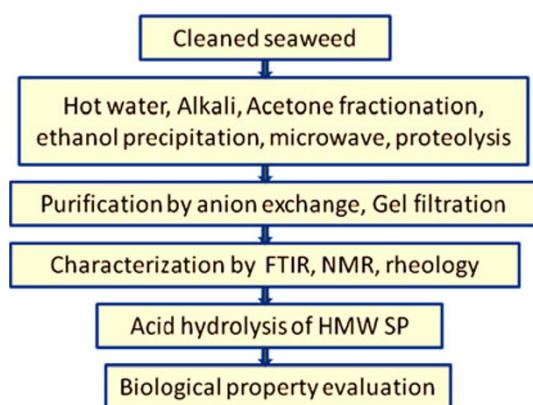 Cleaned seaweed
Hot water, Alkali, Acetone fractionation,
ethanol precipitation, microwave, proteolysis
Purification by anion exchange, Gel filtration
Characterization by FTIR, NMR, rheology
Acid hydrolysis of HMW SP
Biological property evaluation